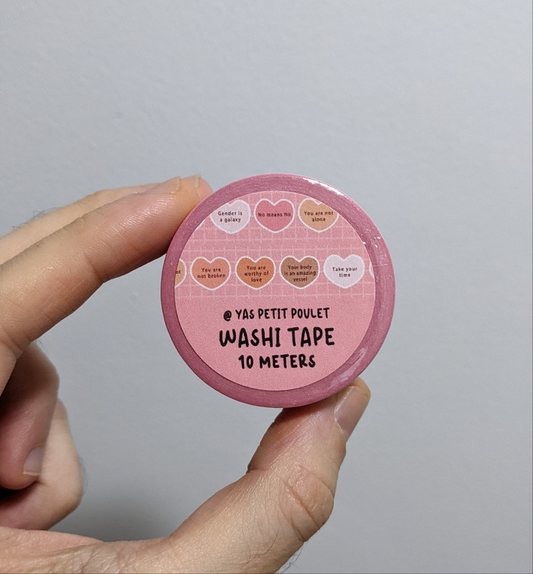 Gender is
a galaxy
No means No
You are not
alone
You are
not broken
You are
worthy of
love
Your body
is an amazing
vessel
Take your
time
@ YAS PETIT POULET
WASHI TAPE
10 METERS